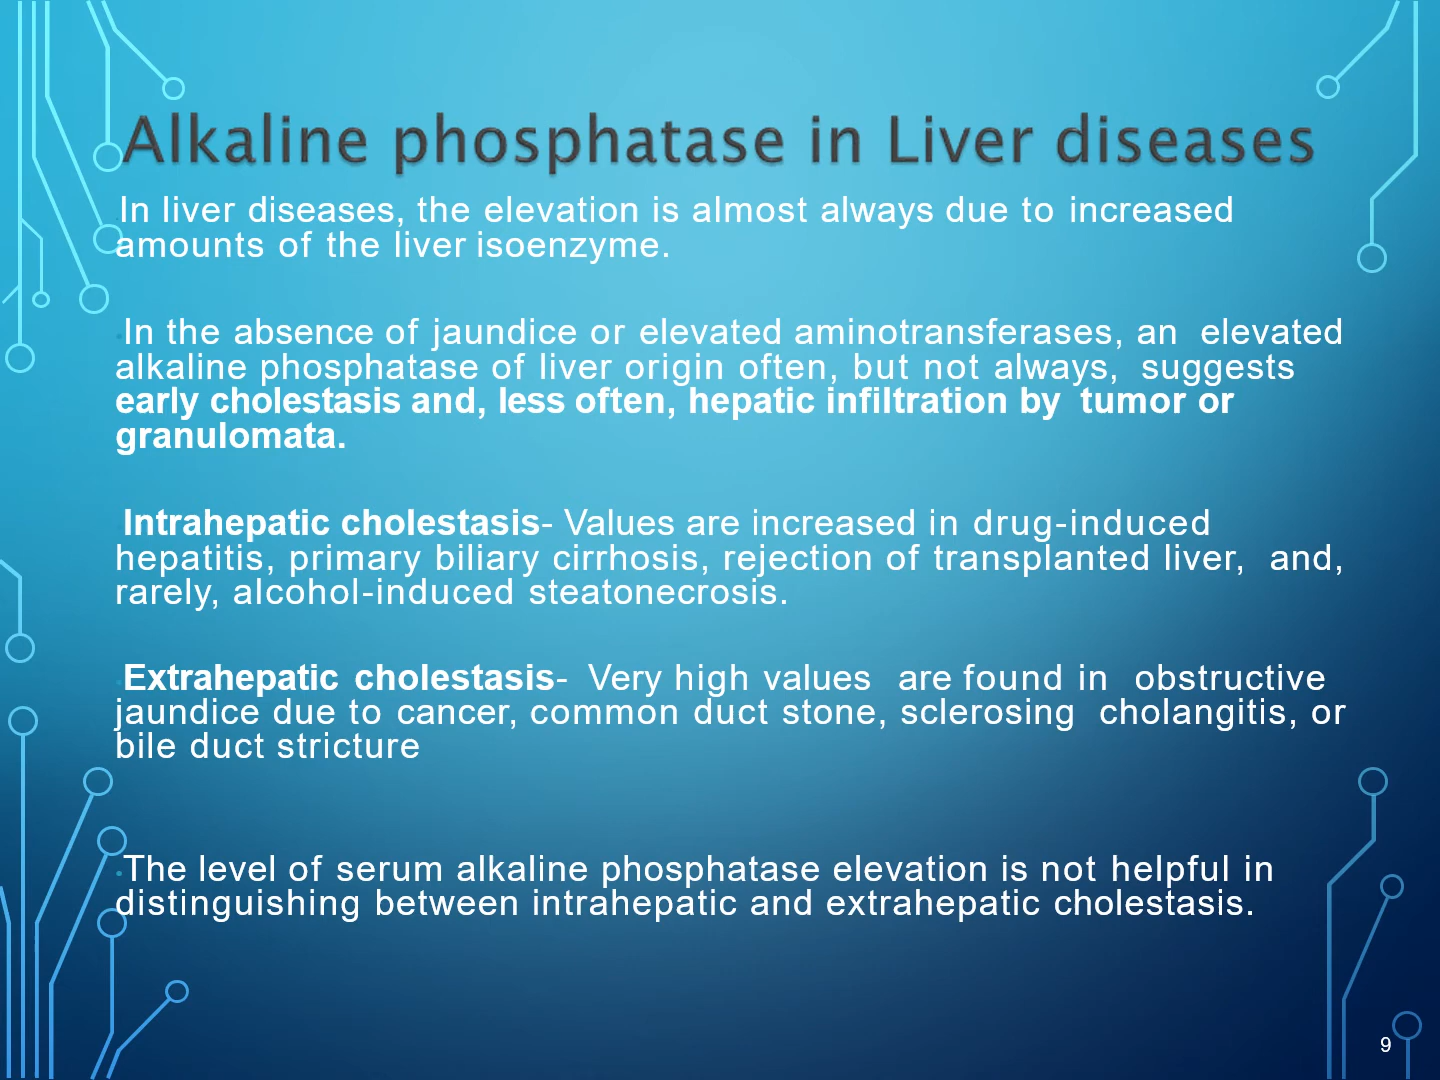 Alkaline phosphatase in Liver diseases
In liver diseases, the elevation is almost always due to increased
amounts of the liver isoenzyme.
In the absence of jaundice or elevated aminotransferases, an elevated
alkaline phosphatase of liver origin often, but not always, suggests
early cholestasis and, less often, hepatic infiltration by tumor or
granulomata.
Intrahepatic cholestasis- Values are increased in drug-induced
hepatitis, primary biliary cirrhosis, rejection of transplanted liver, and,
rarely, alcohol-induced steatonecrosis.
Extrahepatic cholestasis- Very high values are found in obstructive
jaundice due to cancer, common duct stone, sclerosing cholangitis, or
bile duct stricture
The level of serum alkaline phosphatase elevation is not helpful in
distinguishing between intrahepatic and extrahepatic cholestasis.
9